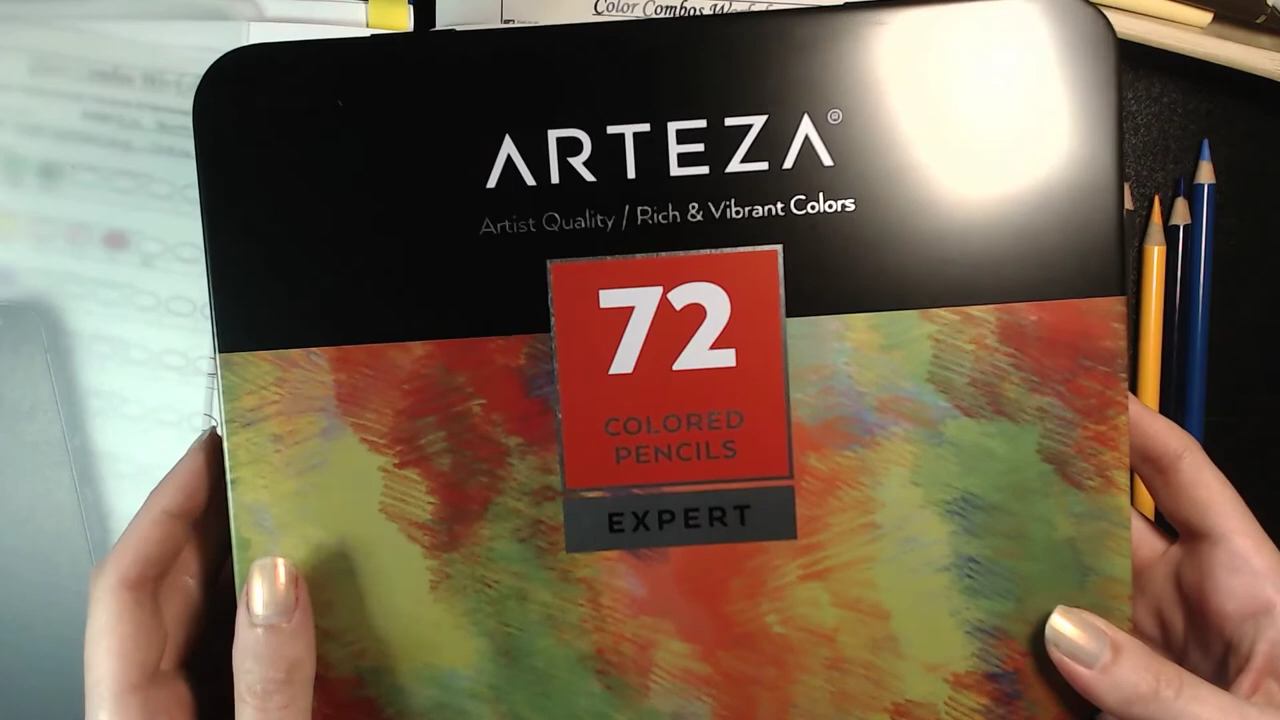 Color Combos
ARTEZA®
Artist Quality / Rich & Vibrant Colors
72
COLORED
PENCILS
EXPERT